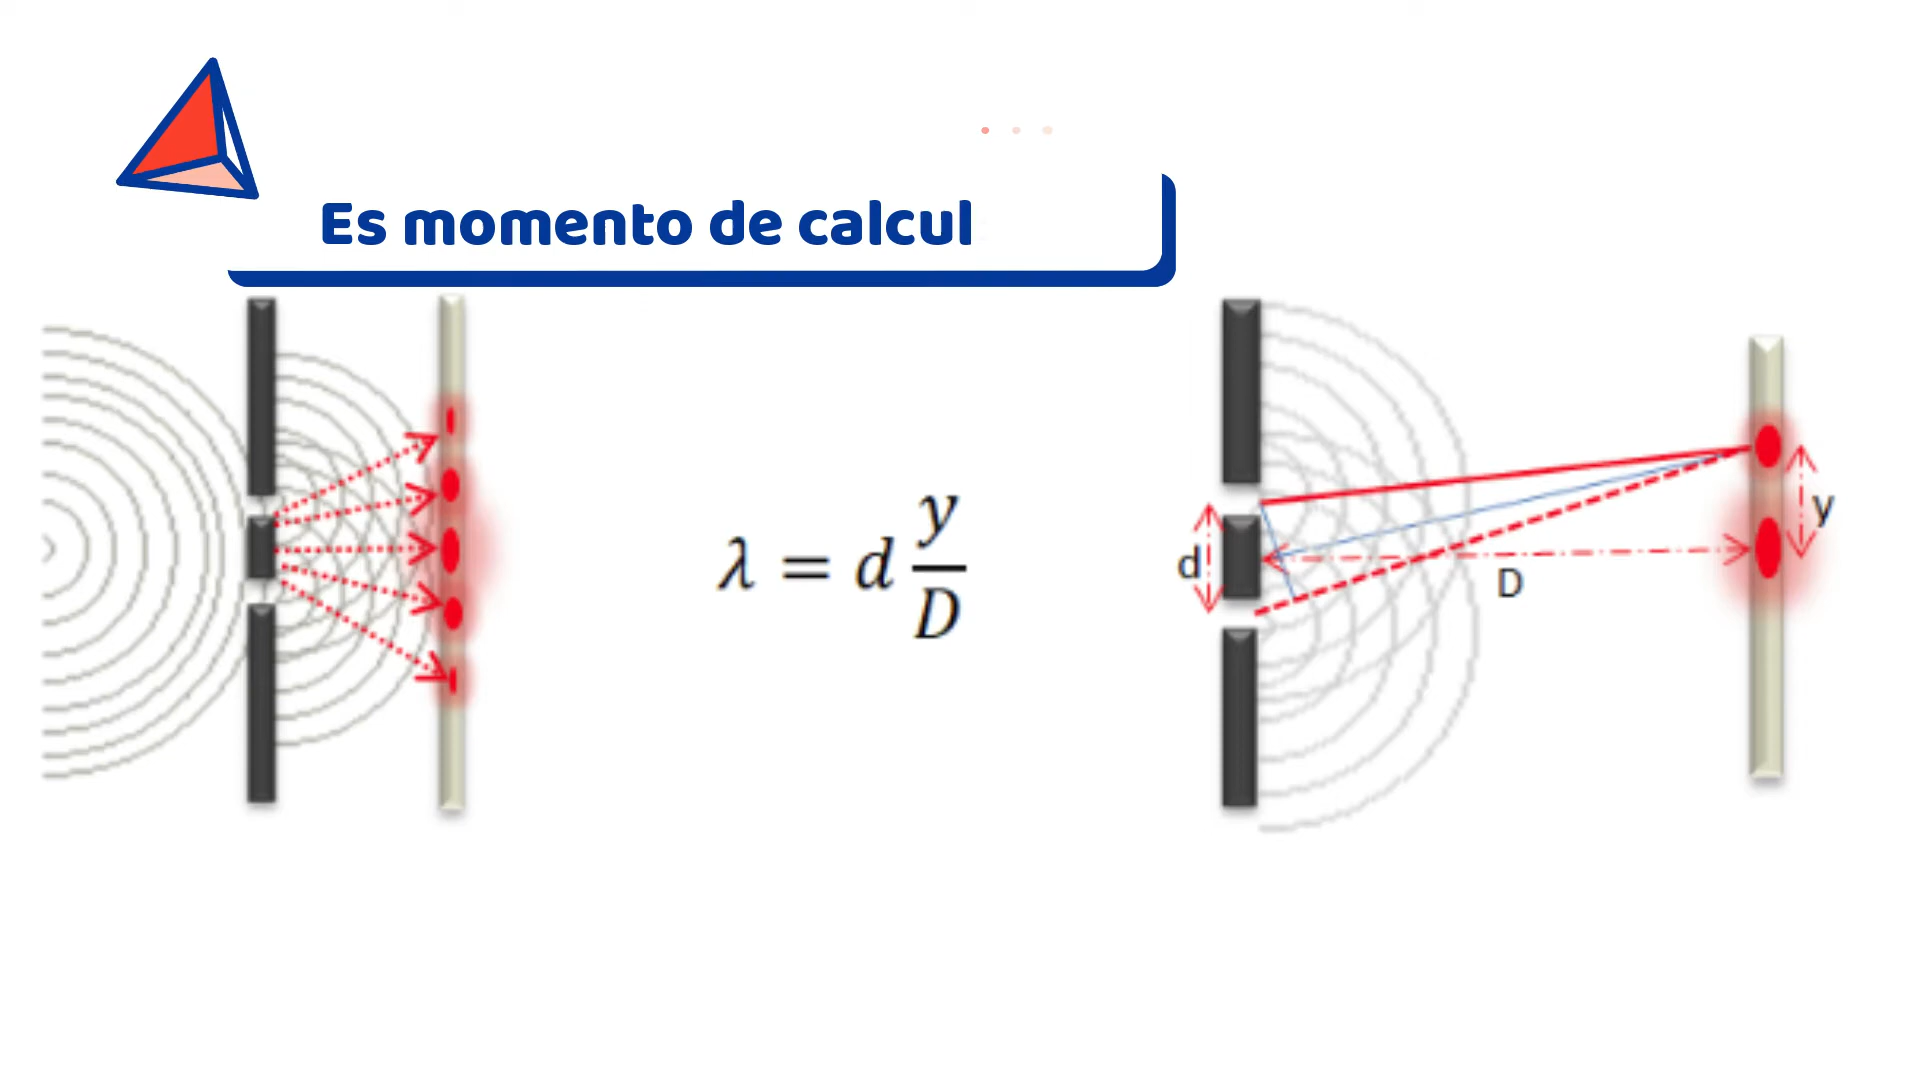 Es momento de calcul
λ = d y/D
d
D
y